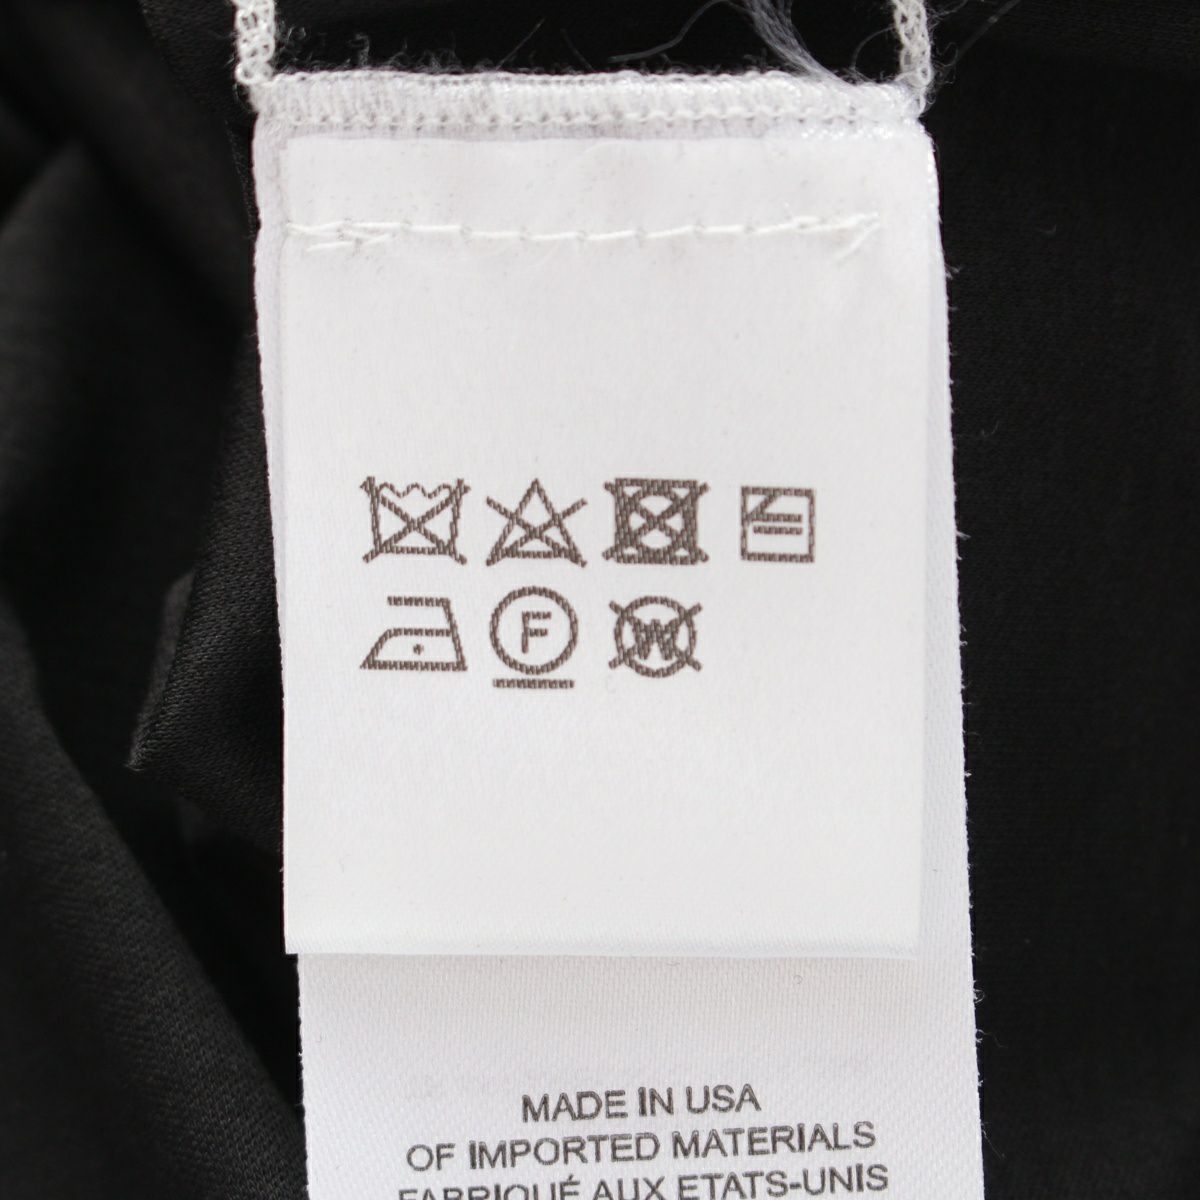 F W
MADE IN USA
OF IMPORTED MATERIALS
FABRIQUÉ AUX ETATS-UNIS